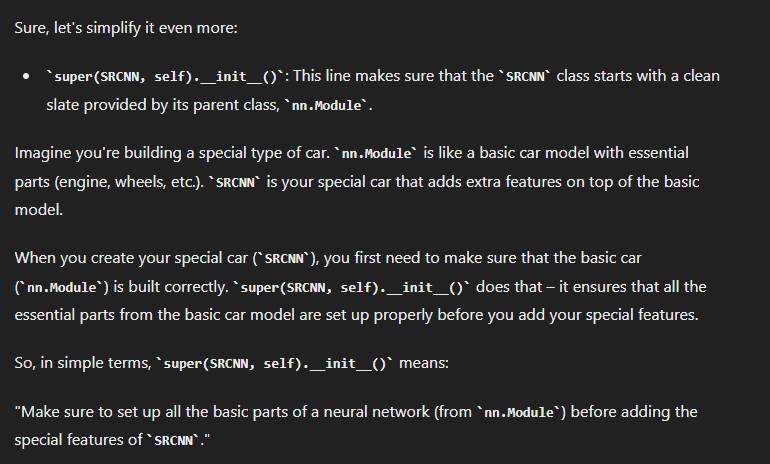 Sure, let's simplify it even more:
• `super(SRCNN, self).__init__()`: This line makes sure that the `SRCNN` class starts with a clean
slate provided by its parent class, `nn.Module`.
Imagine you're building a special type of car. `nn.Module` is like a basic car model with essential
parts (engine, wheels, etc.). `SRCNN` is your special car that adds extra features on top of the basic
model.
When you create your special car (`SRCNN`), you first need to make sure that the basic car
(`nn.Module`) is built correctly. `super(SRCNN, self).__init__()` does that – it ensures that all the
essential parts from the basic car model are set up properly before you add your special features.
So, in simple terms, `super(SRCNN, self).__init__()` means:
"Make sure to set up all the basic parts of a neural network (from `nn.Module`) before adding the
special features of `SRCNN`."